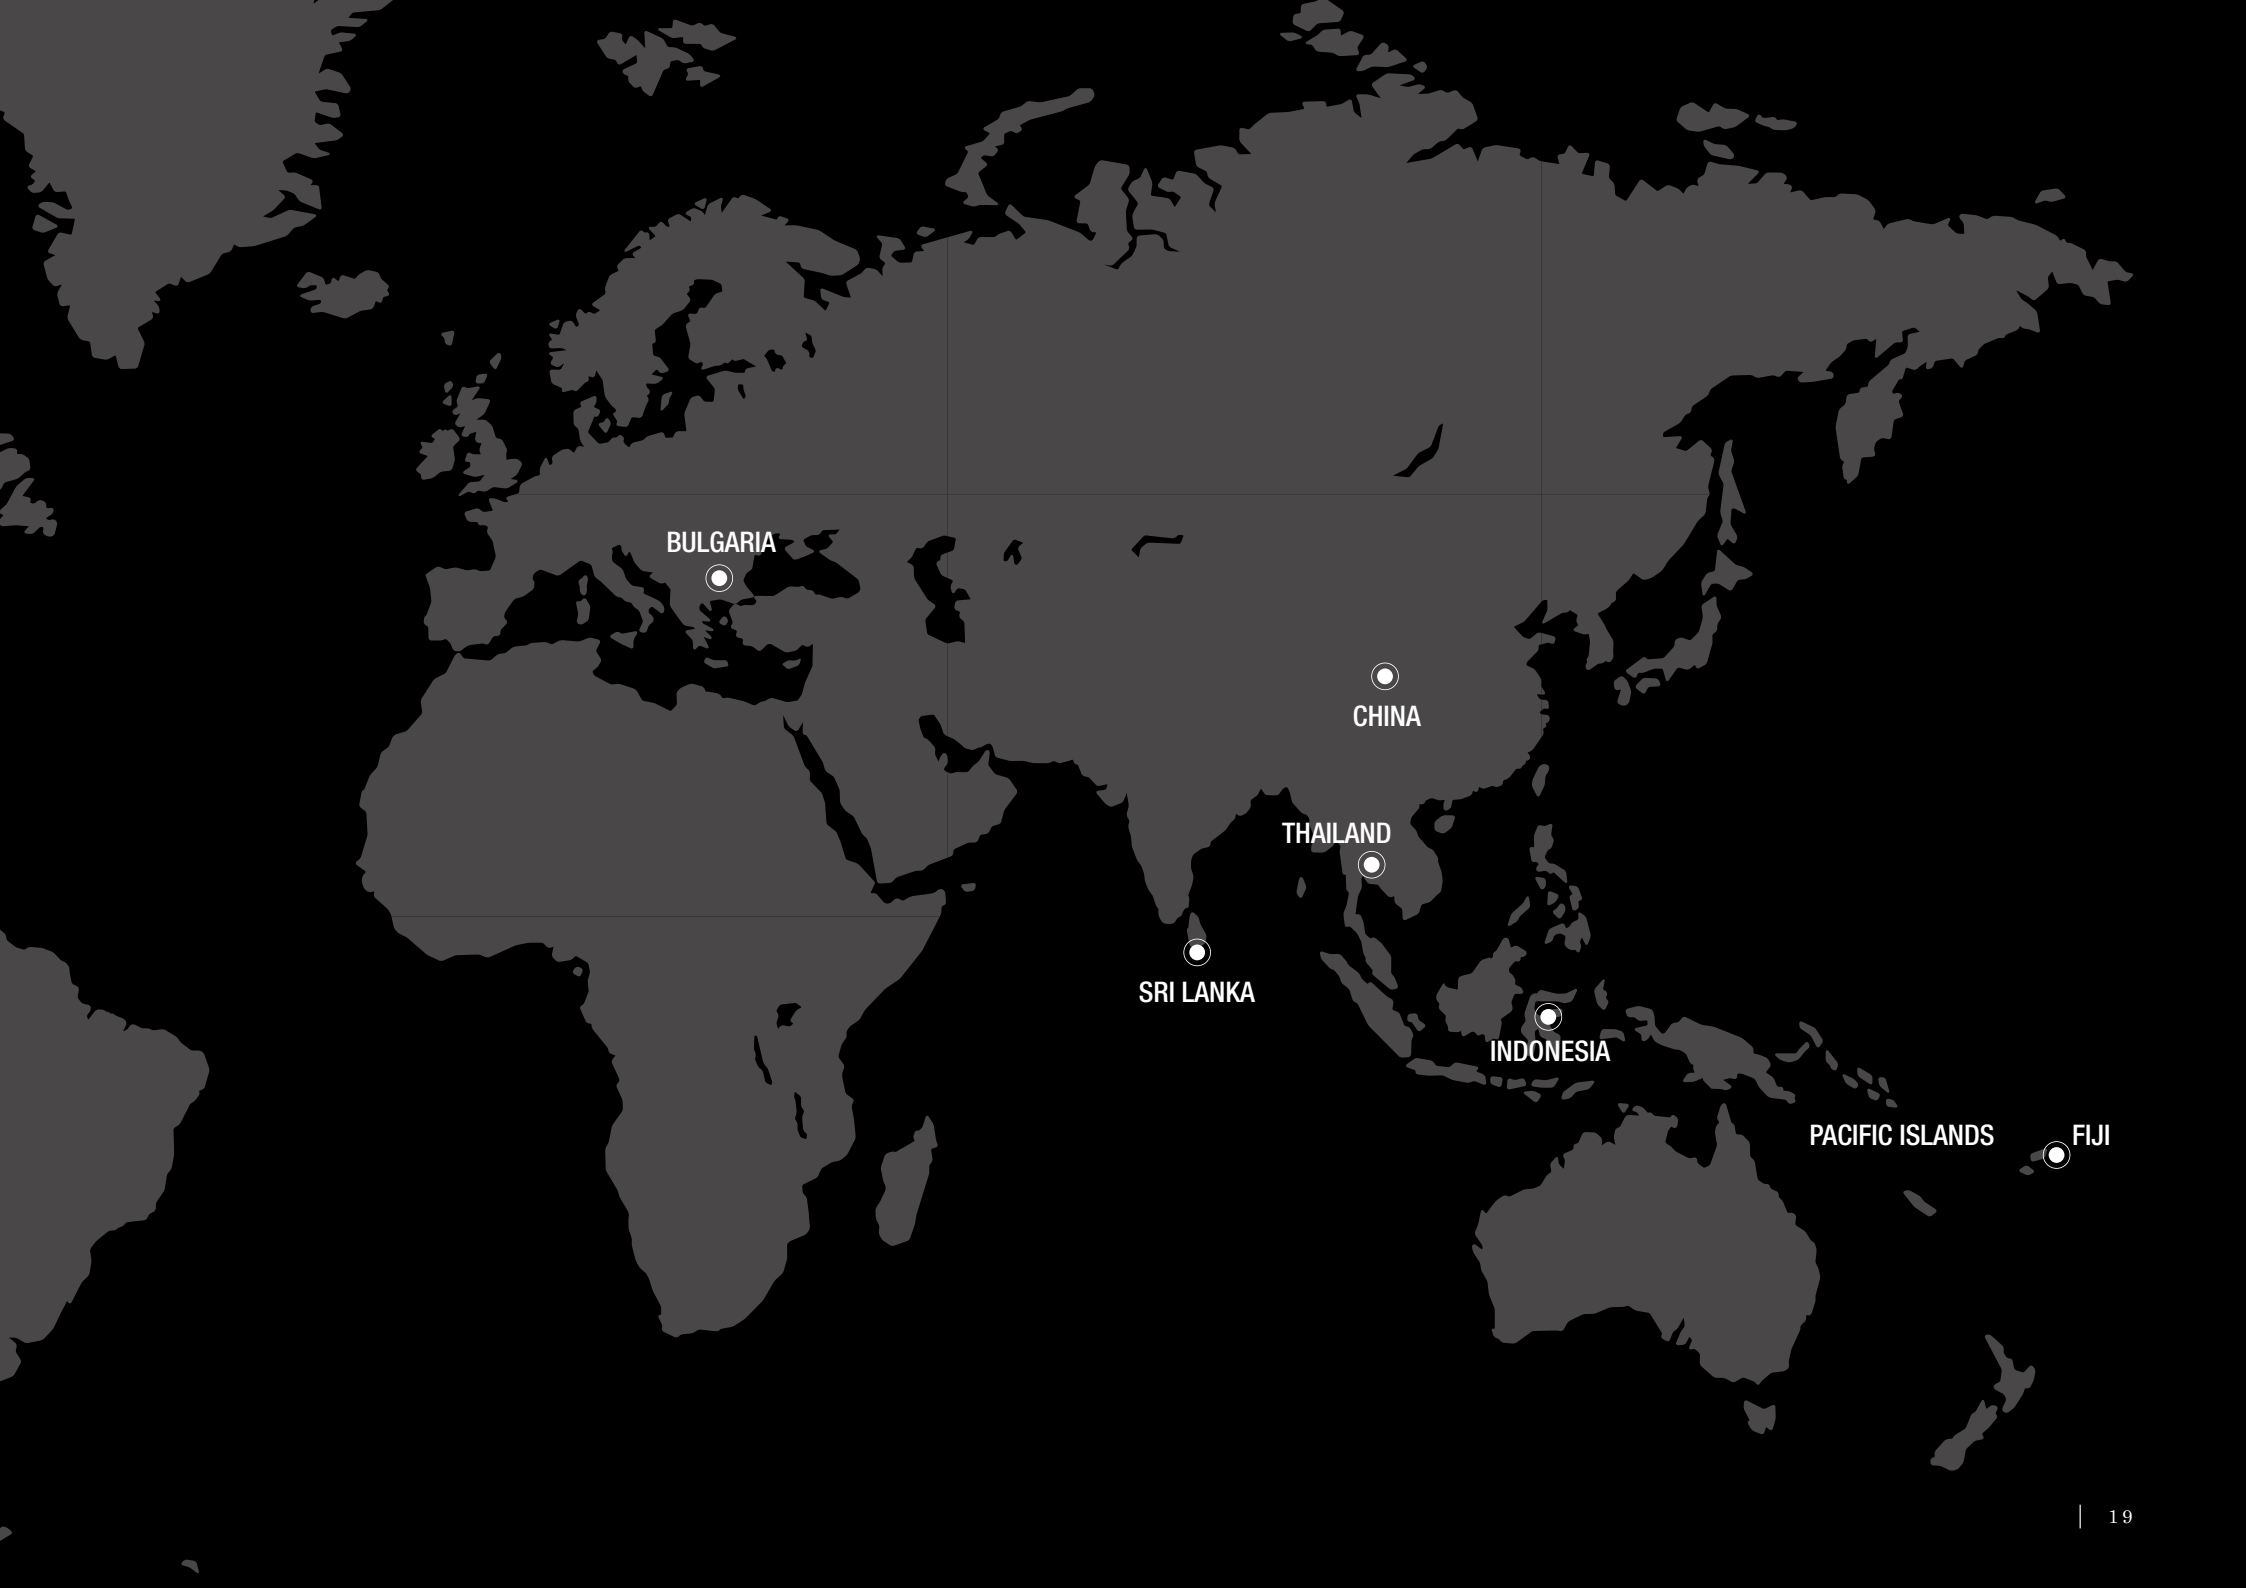 BULGARIA
CHINA
THAILAND
SRI LANKA
INDONESIA
PACIFIC ISLANDS
FIJI
19